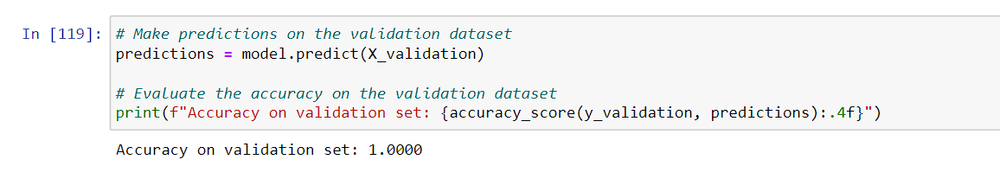 In [119]: # Make predictions on the validation dataset
predictions = model.predict(X_validation)
# Evaluate the accuracy on the validation dataset
print(f"Accuracy on validation set: {accuracy_score(y_validation, predictions):.4f}")
Accuracy on validation set: 1.0000